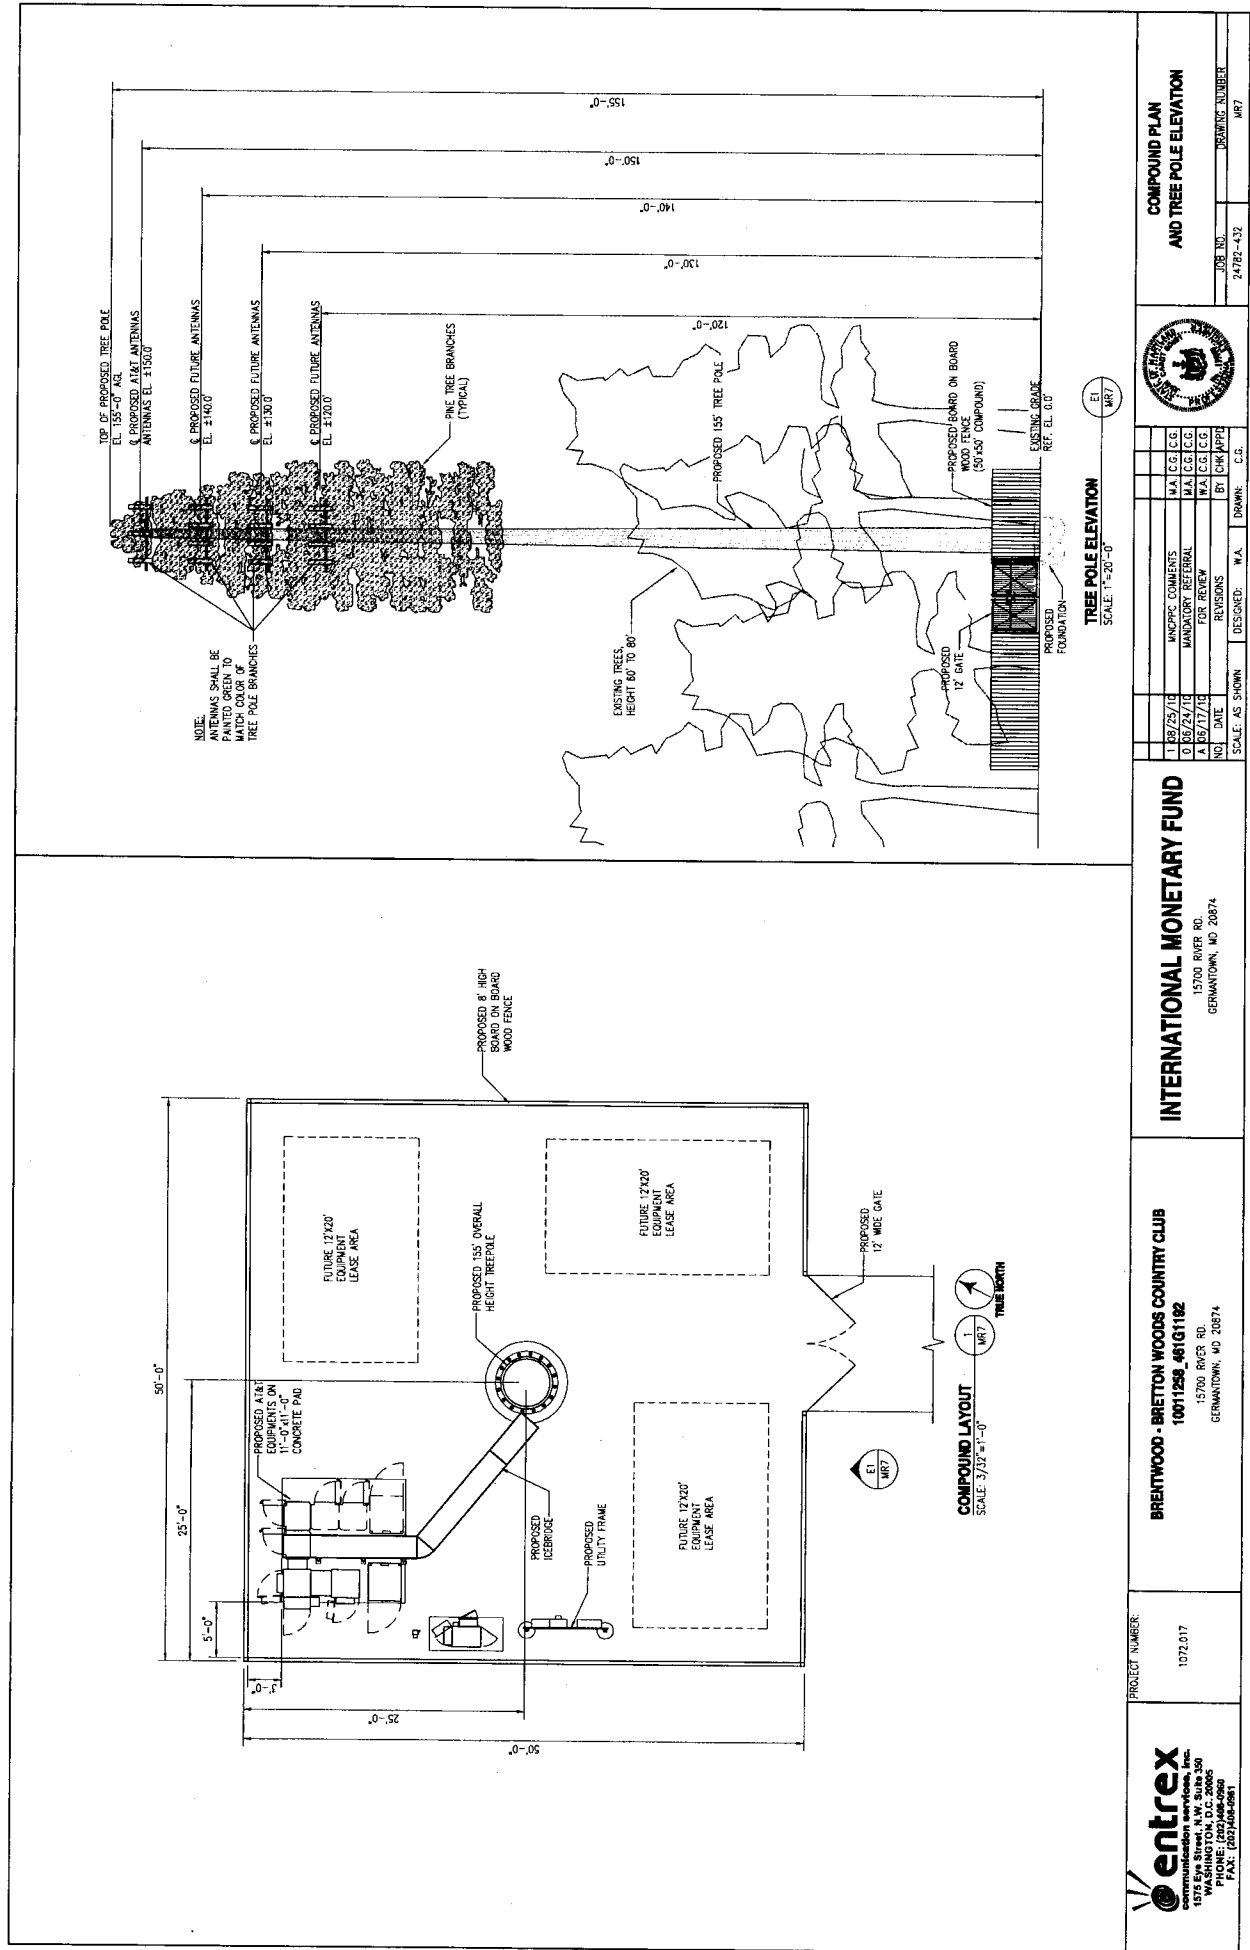 50'-0"
25'-0"
5'-0"
3'-0"
25'-0"
50'-0"
PROPOSED AT&T
EQUIPMENTS ON
11'-0"x11'-0"
CONCRETE PAD
FUTURE 12'X20'
EQUIPMENT
LEASE AREA
PROPOSED 155' OVERALL
HEIGHT TREEPOLE
PROPOSED 8' HIGH
BOARD ON BOARD
WOOD FENCE
PROPOSED
ICEBRIDGE
PROPOSED
UTILITY FRAME
FUTURE 12'X20'
EQUIPMENT
LEASE AREA
FUTURE 12'X20'
EQUIPMENT
LEASE AREA
PROPOSED
12' WIDE GATE
E1
MR7
COMPOUND LAYOUT
SCALE: 3/32"=1'-0"
1
MR7
TRUE NORTH
TOP OF PROPOSED TREE POLE
EL. 155'-0" AGL
℄ PROPOSED AT&T ANTENNAS
ANTENNAS EL. ±150.0'
℄ PROPOSED FUTURE ANTENNAS
EL. ±140.0'
℄ PROPOSED FUTURE ANTENNAS
EL. ±130.0'
℄ PROPOSED FUTURE ANTENNAS
EL. ±120.0'
NOTE:
ANTENNAS SHALL BE
PAINTED GREEN TO
MATCH COLOR OF
TREE POLE BRANCHES
PINE TREE BRANCHES
(TYPICAL)
155'-0"
150'-0"
140'-0"
130'-0"
120'-0"
EXISTING TREES,
HEIGHT 60' TO 80'
PROPOSED 155' TREE POLE
PROPOSED BOARD ON BOARD
WOOD FENCE
(50'x50' COMPOUND)
PROPOSED
12' GATE
EXISTING GRADE
REF. EL. 0.0'
PROPOSED
FOUNDATION
TREE POLE ELEVATION
SCALE: 1"=20'-0"
E1
MR7
entrex
communication services, inc.
1575 Eye Street, N.W. Suite 350
WASHINGTON, D.C. 20005
PHONE: (202)408-0960
FAX: (202)408-0961
PROJECT NUMBER:
1072.017
BRENTWOOD - BRETTON WOODS COUNTRY CLUB
10011258_461G1192
15700 RIVER RD.
GERMANTOWN, MD 20874
INTERNATIONAL MONETARY FUND
15700 RIVER RD.
GERMANTOWN, MD 20874
1 08/25/10 MNCPPC COMMENTS M.A. C.G. C.G.
0 06/24/10 MANDATORY REFERRAL M.A. C.G. C.G.
A 06/17/10 FOR REVIEW W.A. C.G. C.G.
NO. DATE REVISIONS BY CHK APP'D
SCALE: AS SHOWN DESIGNED: W.A. DRAWN: C.G.
COMPOUND PLAN
AND TREE POLE ELEVATION
JOB NO. DRAWING NUMBER
24782-432 MR7